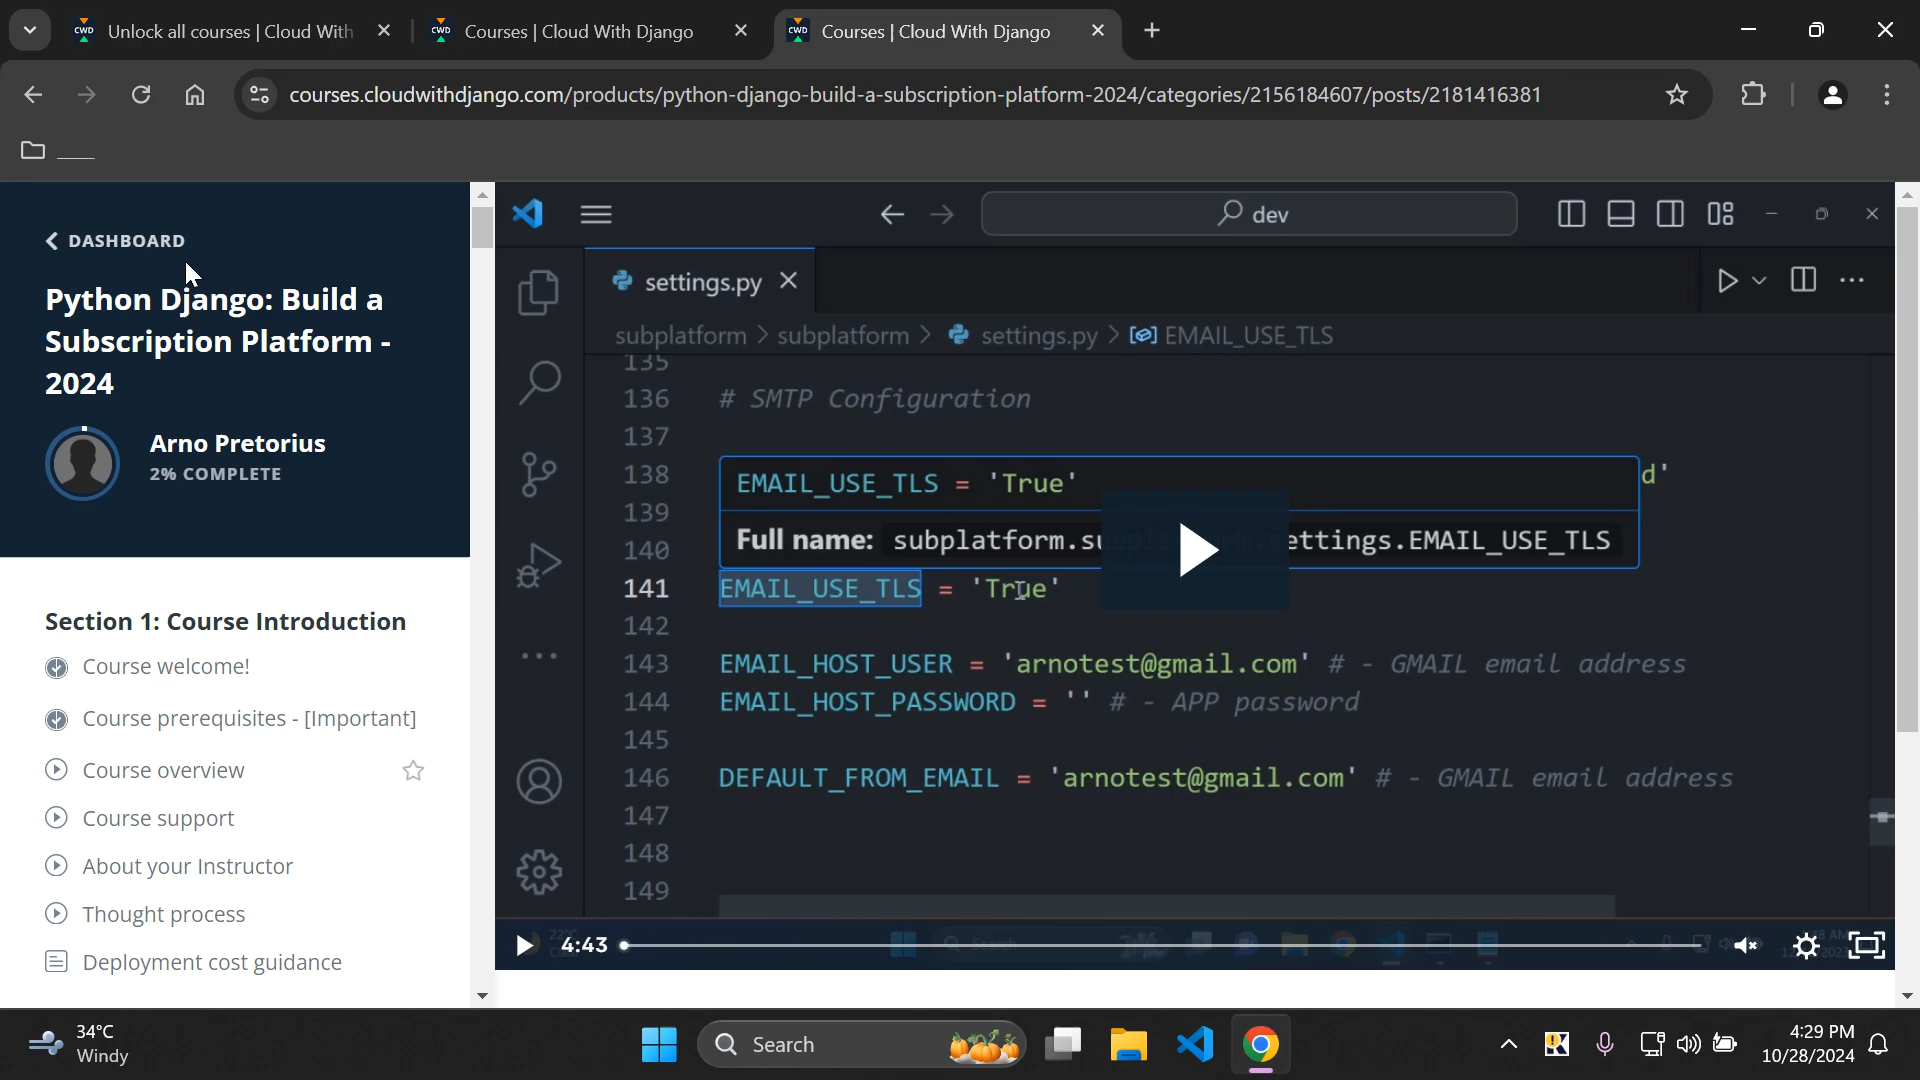 Unlock all courses | Cloud With
Courses | Cloud With Django
Courses | Cloud With Django
courses.cloudwithdjango.com/products/python-django-build-a-subscription-platform-2024/categories/2156184607/posts/2181416381
DASHBOARD
Python Django: Build a
Subscription Platform -
2024
Arno Pretorius
2% COMPLETE
Section 1: Course Introduction
Course welcome!
Course prerequisites - [Important]
Course overview
Course support
About your Instructor
Thought process
Deployment cost guidance
dev
settings.py
subplatform > subplatform > settings.py > EMAIL_USE_TLS
135
136 # SMTP Configuration
137
138 d'
EMAIL_USE_TLS = 'True'
139
140 Full name: subplatform.subplatform.settings.EMAIL_USE_TLS
141 EMAIL_USE_TLS = 'True'
142
143 EMAIL_HOST_USER = 'arnotest@gmail.com' # - GMAIL email address
144 EMAIL_HOST_PASSWORD = '' # - APP password
145
146 DEFAULT_FROM_EMAIL = 'arnotest@gmail.com' # - GMAIL email address
147
148
149
4:43
34°C
Windy
Search
4:29 PM
10/28/2024